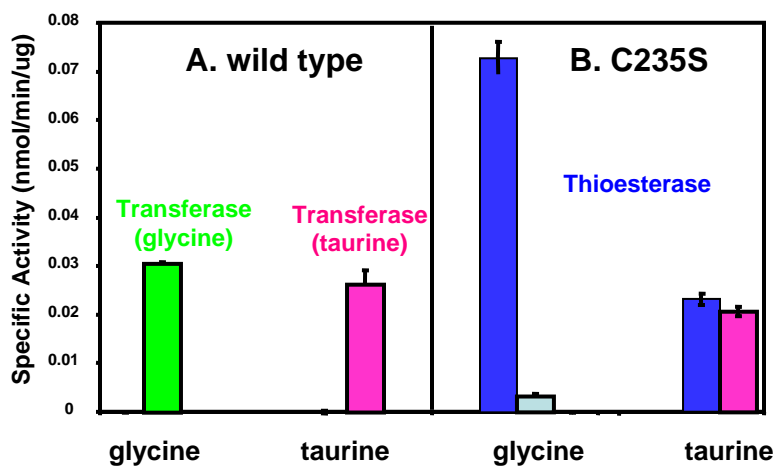 Specific Activity (nmol/min/ug)
0.08
0.07
0.06
0.05
0.04
0.03
0.02
0.01
0
A. wild type
B. C235S
Transferase
(glycine)
Transferase
(taurine)
Thioesterase
glycine
taurine
glycine
taurine